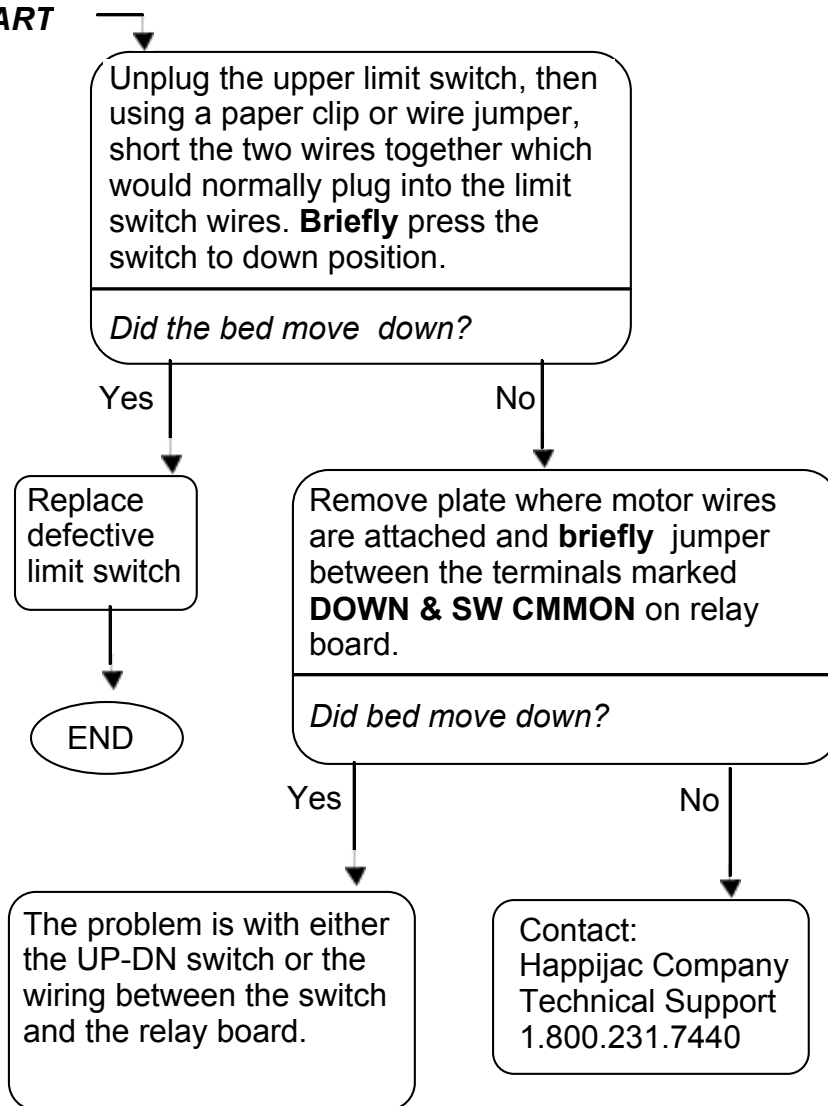 ART
Unplug the upper limit switch, then
using a paper clip or wire jumper,
short the two wires together which
would normally plug into the limit
switch wires. Briefly press the
switch to down position.
Did the bed move down?
Yes
No
Replace
defective
limit switch
END
Remove plate where motor wires
are attached and briefly jumper
between the terminals marked
DOWN & SW CMMON on relay
board.
Did bed move down?
Yes
No
The problem is with either
the UP-DN switch or the
wiring between the switch
and the relay board.
Contact:
Happijac Company
Technical Support
1.800.231.7440